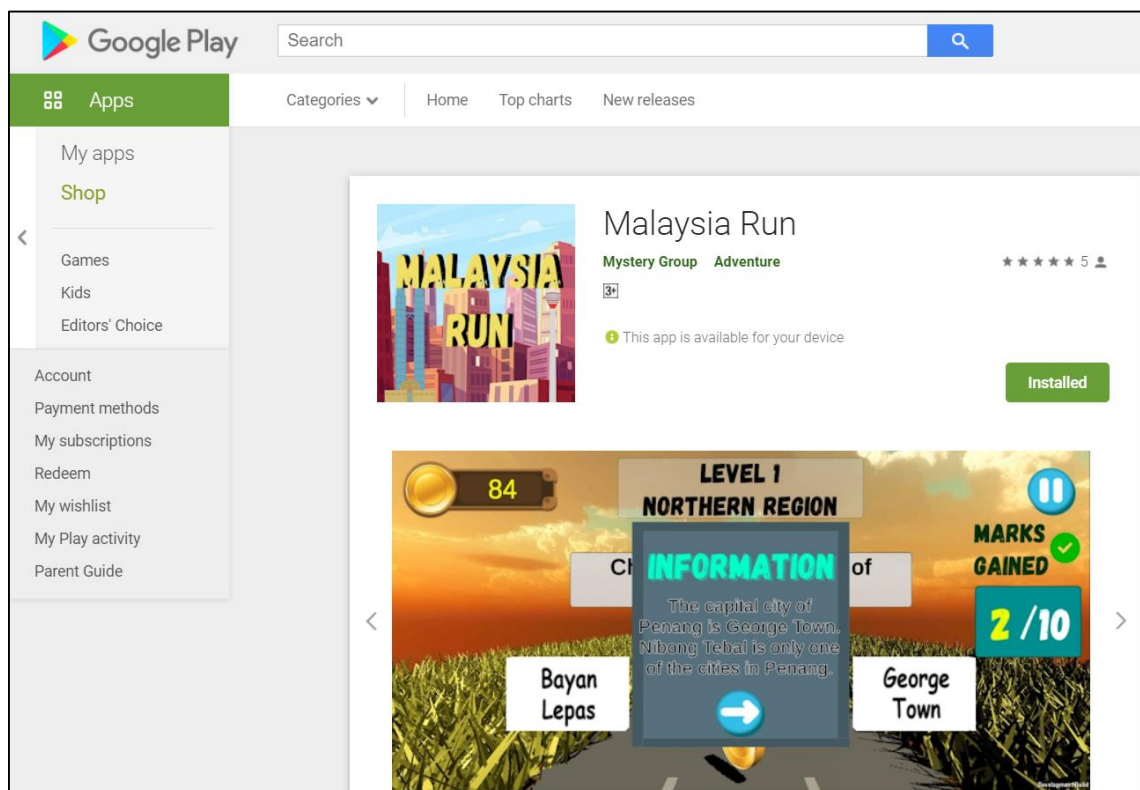 Google Play
Search
Apps
Categories
Home
Top charts
New releases
My apps
Shop
Games
Kids
Editors' Choice
Account
Payment methods
My subscriptions
Redeem
My wishlist
My Play activity
Parent Guide
MALAYSIA
RUN
Malaysia Run
Mystery Group Adventure
5
3+
This app is available for your device
Installed
84
LEVEL 1
NORTHERN REGION
MARKS
GAINED
2 /10
Ch
of
INFORMATION
The capital city of
Penang is George Town.
Nibong Tebal is only one
of the cities in Penang.
Bayan
Lepas
George
Town
Development Build